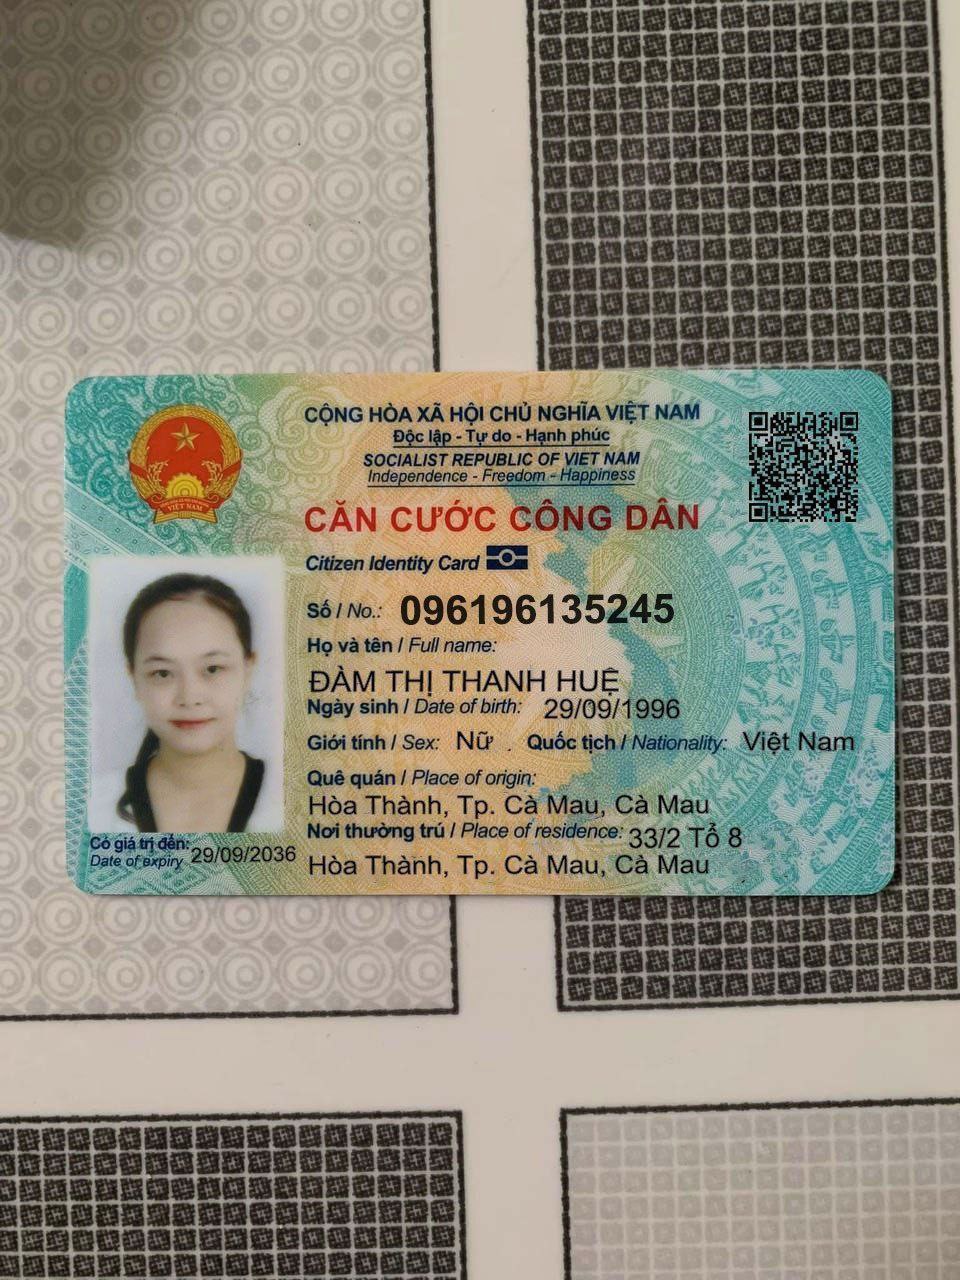 CỘNG HÒA XÃ HỘI CHỦ NGHĨA VIỆT NAM
Độc lập - Tự do - Hạnh phúc
SOCIALIST REPUBLIC OF VIET NAM
Independence - Freedom - Happiness
CĂN CƯỚC CÔNG DÂN
Citizen Identity Card
Số / No.: 096196135245
Họ và tên / Full name:
ĐÀM THỊ THANH HUỆ
Ngày sinh / Date of birth: 29/09/1996
Giới tính / Sex: Nữ . Quốc tịch / Nationality: Việt Nam
Quê quán / Place of origin:
Hòa Thành, Tp. Cà Mau, Cà Mau
Nơi thường trú / Place of residence: 33/2 Tổ 8
Hòa Thành, Tp. Cà Mau, Cà Mau
Có giá trị đến: 29/09/2036
Date of expiry
VIỆT NAM